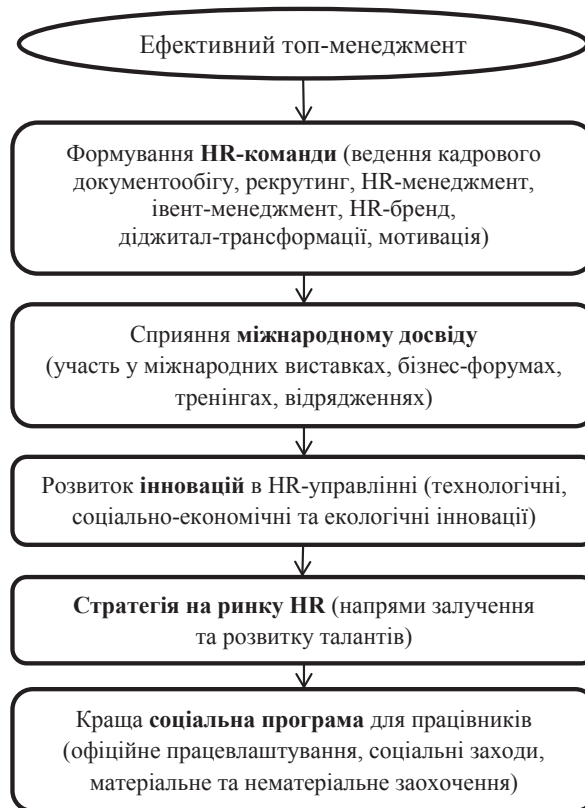 Ефективний топ-менеджмент
Формування HR-команди (ведення кадрового
документообігу, рекрутинг, HR-менеджмент,
івент-менеджмент, HR-бренд,
діджитал-трансформації, мотивація)
Сприяння міжнародному досвіду
(участь у міжнародних виставках, бізнес-форумах,
тренінгах, відрядженнях)
Розвиток інновацій в HR-управлінні (технологічні,
соціально-економічні та екологічні інновації)
Стратегія на ринку HR (напрями залучення
та розвитку талантів)
Краща соціальна програма для працівників
(офіційне працевлаштування, соціальні заходи,
матеріальне та нематеріальне заохочення)